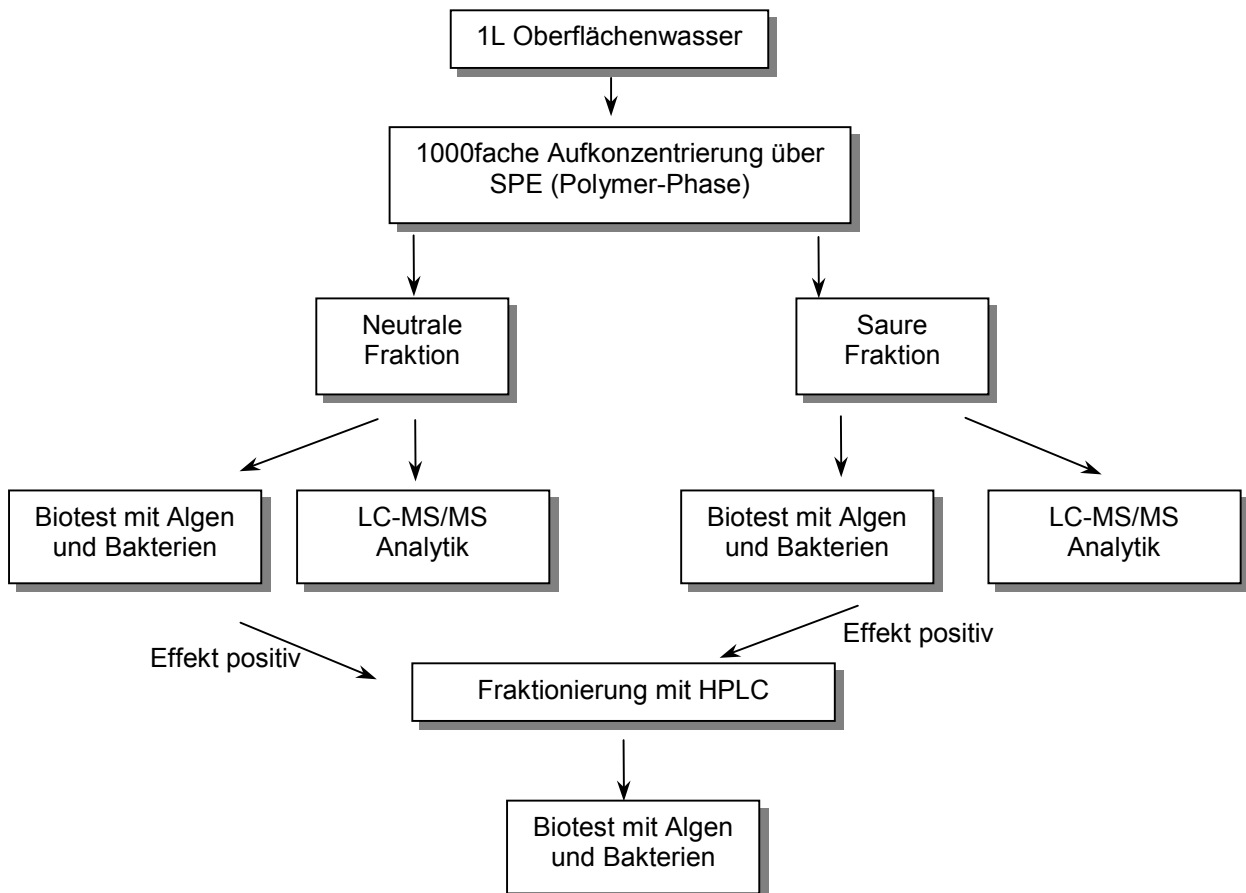 1L Oberflächenwasser
1000fache Aufkonzentrierung über
SPE (Polymer-Phase)
Neutrale
Fraktion
Saure
Fraktion
Biotest mit Algen
und Bakterien
LC-MS/MS
Analytik
Biotest mit Algen
und Bakterien
LC-MS/MS
Analytik
Effekt positiv
Effekt positiv
Fraktionierung mit HPLC
Biotest mit Algen
und Bakterien